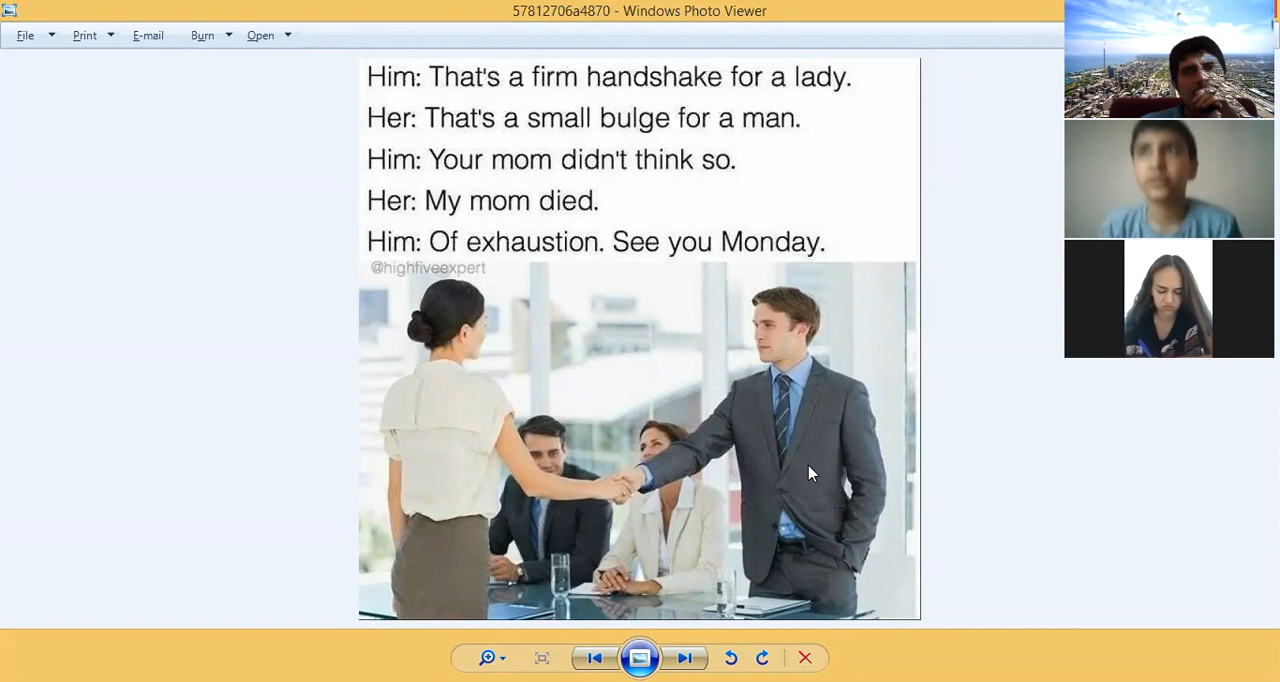 57812706a4870 - Windows Photo Viewer
File Print E-mail Burn Open
Him: That's a firm handshake for a lady.
Her: That's a small bulge for a man.
Him: Your mom didn't think so.
Her: My mom died.
Him: Of exhaustion. See you Monday.
@highfiveexpert